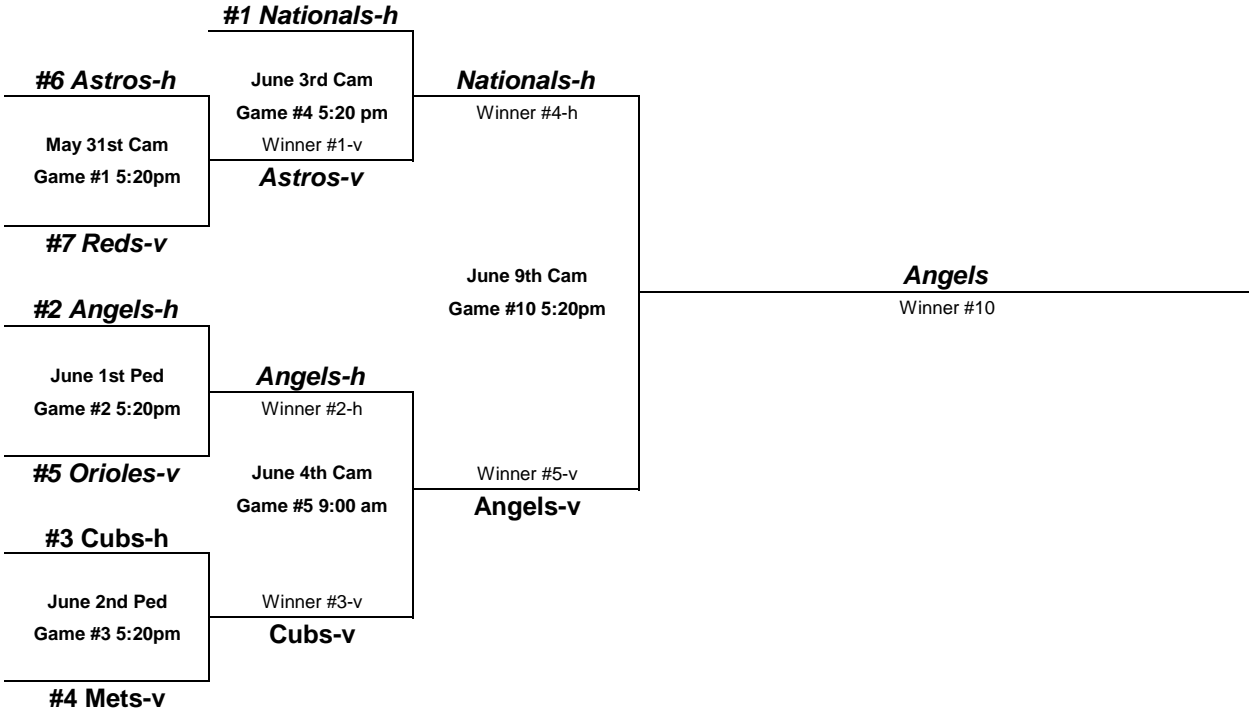 #1 Nationals-h
#6 Astros-h
June 3rd Cam
Nationals-h
Game #4 5:20 pm
Winner #4-h
May 31st Cam
Winner #1-v
Game #1 5:20pm
Astros-v
#7 Reds-v
June 9th Cam
Angels
#2 Angels-h
Game #10 5:20pm
Winner #10
June 1st Ped
Angels-h
Game #2 5:20pm
Winner #2-h
#5 Orioles-v
June 4th Cam
Winner #5-v
Game #5 9:00 am
Angels-v
#3 Cubs-h
June 2nd Ped
Winner #3-v
Game #3 5:20pm
Cubs-v
#4 Mets-v